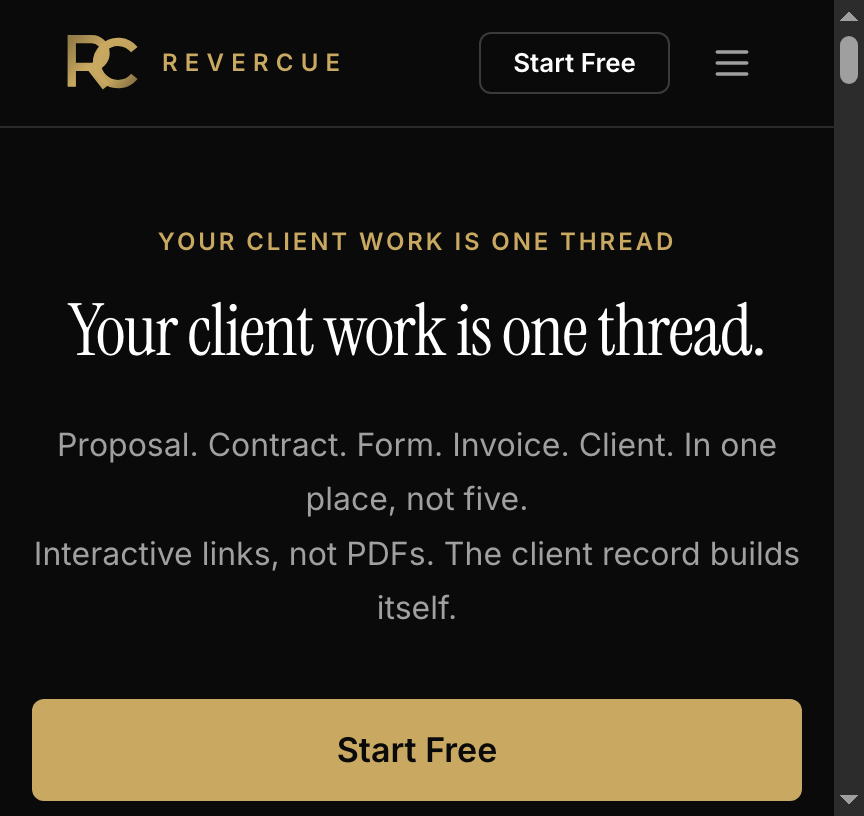 RC REVERCUE
Start Free
YOUR CLIENT WORK IS ONE THREAD
Your client work is one thread.
Proposal. Contract. Form. Invoice. Client. In one
place, not five.
Interactive links, not PDFs. The client record builds
itself.
Start Free